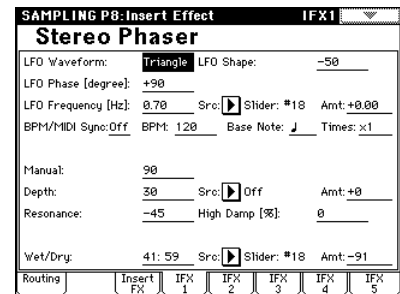 SAMPLING P8:Insert Effect IFX1
Stereo Phaser
LFO Waveform: Triangle LFO Shape: -50
LFO Phase [degree]: +90
LFO Frequency [Hz]: 0.70 Src: Slider: #18 Amt: +0.00
BPM/MIDI Sync: Off BPM: 120 Base Note: ♩ Times: x1
Manual: 90
Depth: 30 Src: Off Amt: +0
Resonance: -45 High Damp [%]: 0
Wet/Dry: 41:59 Src: Slider: #18 Amt: -91
Routing Insert FX IFX 1 IFX 2 IFX 3 IFX 4 IFX 5